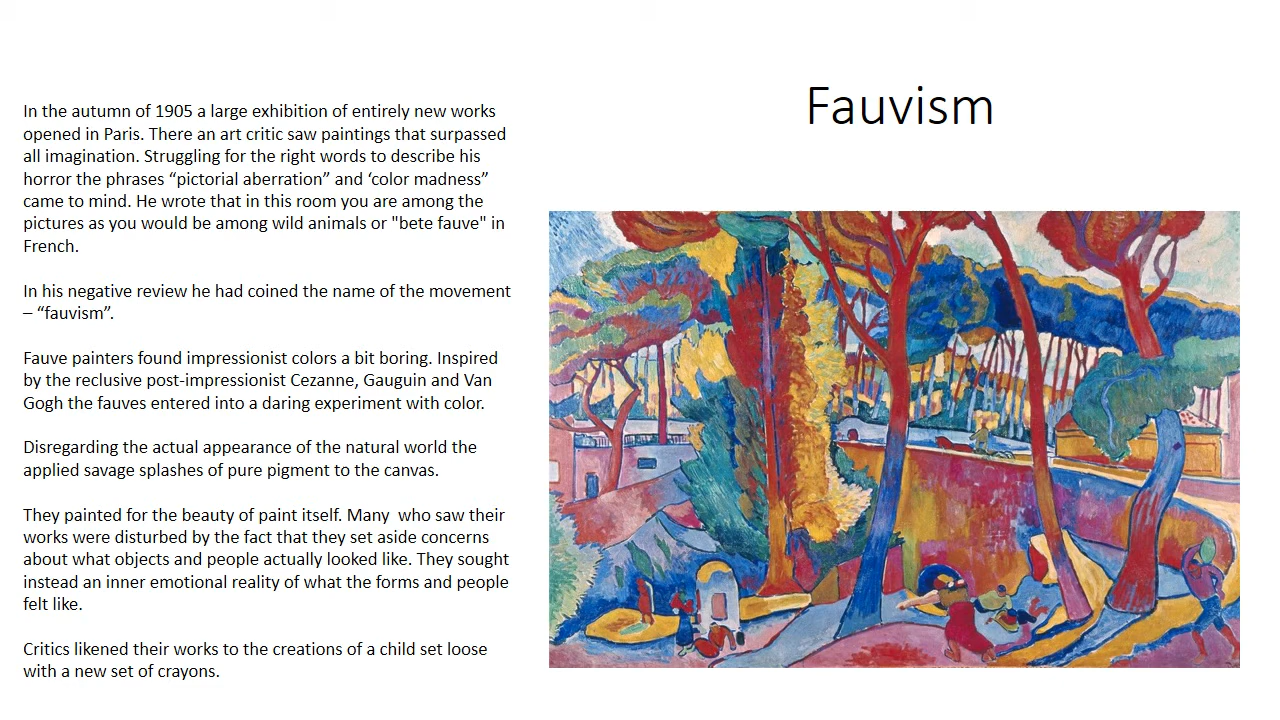 Fauvism
In the autumn of 1905 a large exhibition of entirely new works
opened in Paris. There an art critic saw paintings that surpassed
all imagination. Struggling for the right words to describe his
horror the phrases “pictorial aberration” and ‘color madness”
came to mind. He wrote that in this room you are among the
pictures as you would be among wild animals or "bete fauve" in
French.
In his negative review he had coined the name of the movement
– “fauvism”.
Fauve painters found impressionist colors a bit boring. Inspired
by the reclusive post-impressionist Cezanne, Gauguin and Van
Gogh the fauves entered into a daring experiment with color.
Disregarding the actual appearance of the natural world the
applied savage splashes of pure pigment to the canvas.
They painted for the beauty of paint itself. Many  who saw their
works were disturbed by the fact that they set aside concerns
about what objects and people actually looked like. They sought
instead an inner emotional reality of what the forms and people
felt like.
Critics likened their works to the creations of a child set loose
with a new set of crayons.